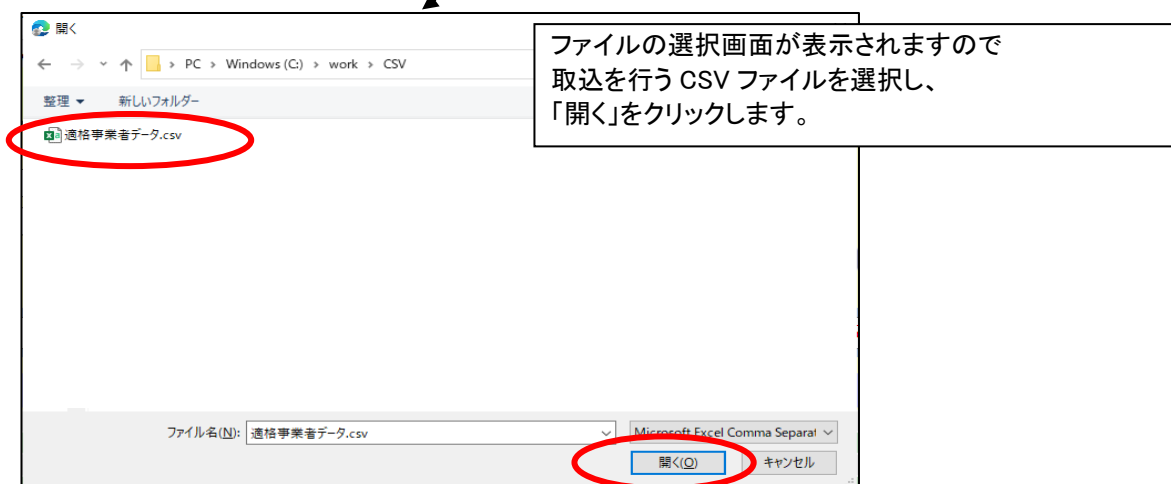 開く
ファイルの選択画面が表示されますので
取込を行う CSV ファイルを選択し、
「開く」をクリックします。
← → ↑ > PC > Windows (C:) > work > CSV
整理 ▼ 新しいフォルダー
適格事業者データ.csv
ファイル名(N): 適格事業者データ.csv Microsoft Excel Comma Separat
開く(O) キャンセル